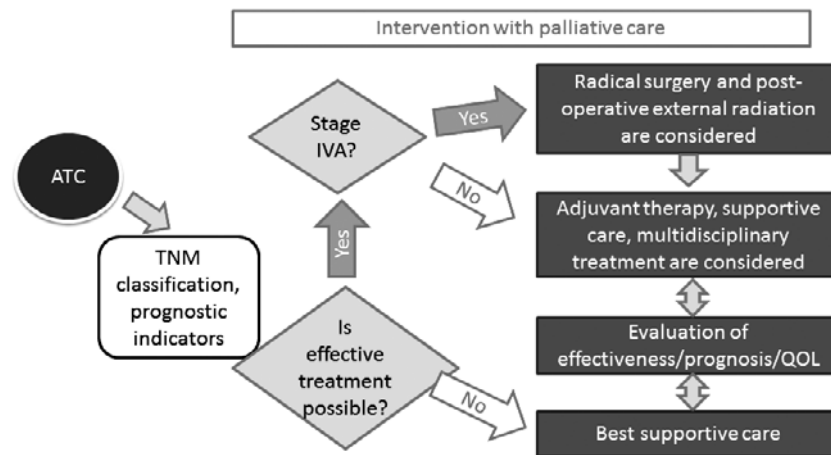 Intervention with palliative care
ATC
TNM
classification,
prognostic
indicators
Is
effective
treatment
possible?
Yes
No
Stage
IVA?
Yes
No
Radical surgery and post-
operative external radiation
are considered
Adjuvant therapy, supportive
care, multidisciplinary
treatment are considered
Evaluation of
effectiveness/prognosis/QOL
Best supportive care